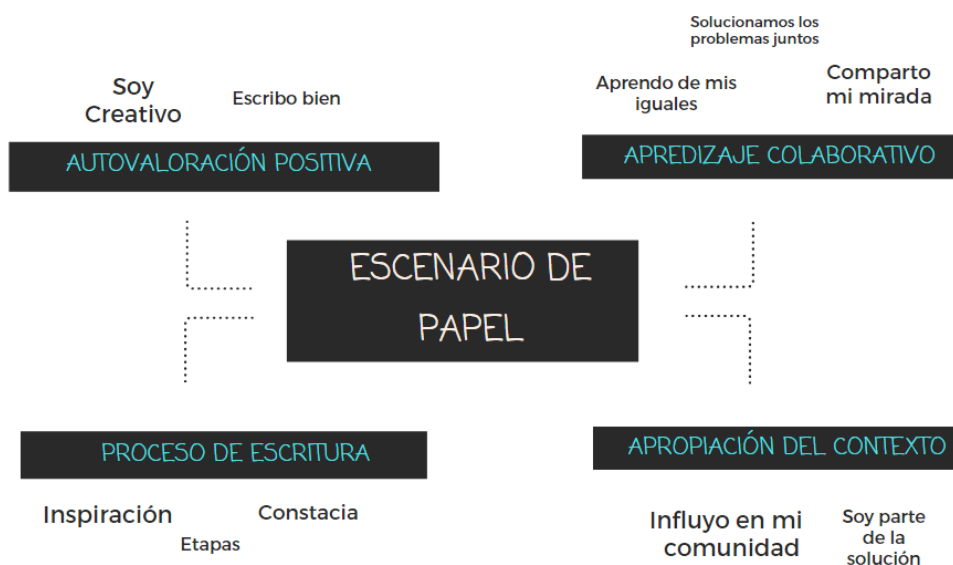 Soy
Creativo
Escribo bien
AUTOVALORACIÓN POSITIVA
Solucionamos los
problemas juntos
Aprendo de mis
iguales
Comparto
mi mirada
APREDIZAJE COLABORATIVO
ESCENARIO DE
PAPEL
PROCESO DE ESCRITURA
Inspiración
Constacia
Etapas
APROPIACIÓN DEL CONTEXTO
Influyo en mi
comunidad
Soy parte
de la
solución